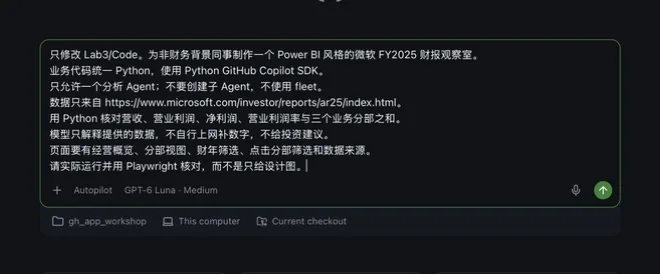 只修改 Lab3/Code。为非财务背景同事制作一个 Power BI 风格的微软 FY2025 财报观察室。
业务代码统一 Python，使用 Python GitHub Copilot SDK。
只允许一个分析 Agent；不要创建子 Agent，不使用 fleet。
数据只来自 https://www.microsoft.com/investor/reports/ar25/index.html。
用 Python 核对营收、营业利润、净利润、营业利润率与三个业务分部之和。
模型只解释提供的数据，不自行上网补数字，不给投资建议。
页面要有经营概览、分部视图、财年筛选、点击分部筛选和数据来源。
请实际运行并用 Playwright 核对，而不是只给设计图。
Autopilot GPT-6 Luna · Medium
gh_app_workshop This computer Current checkout